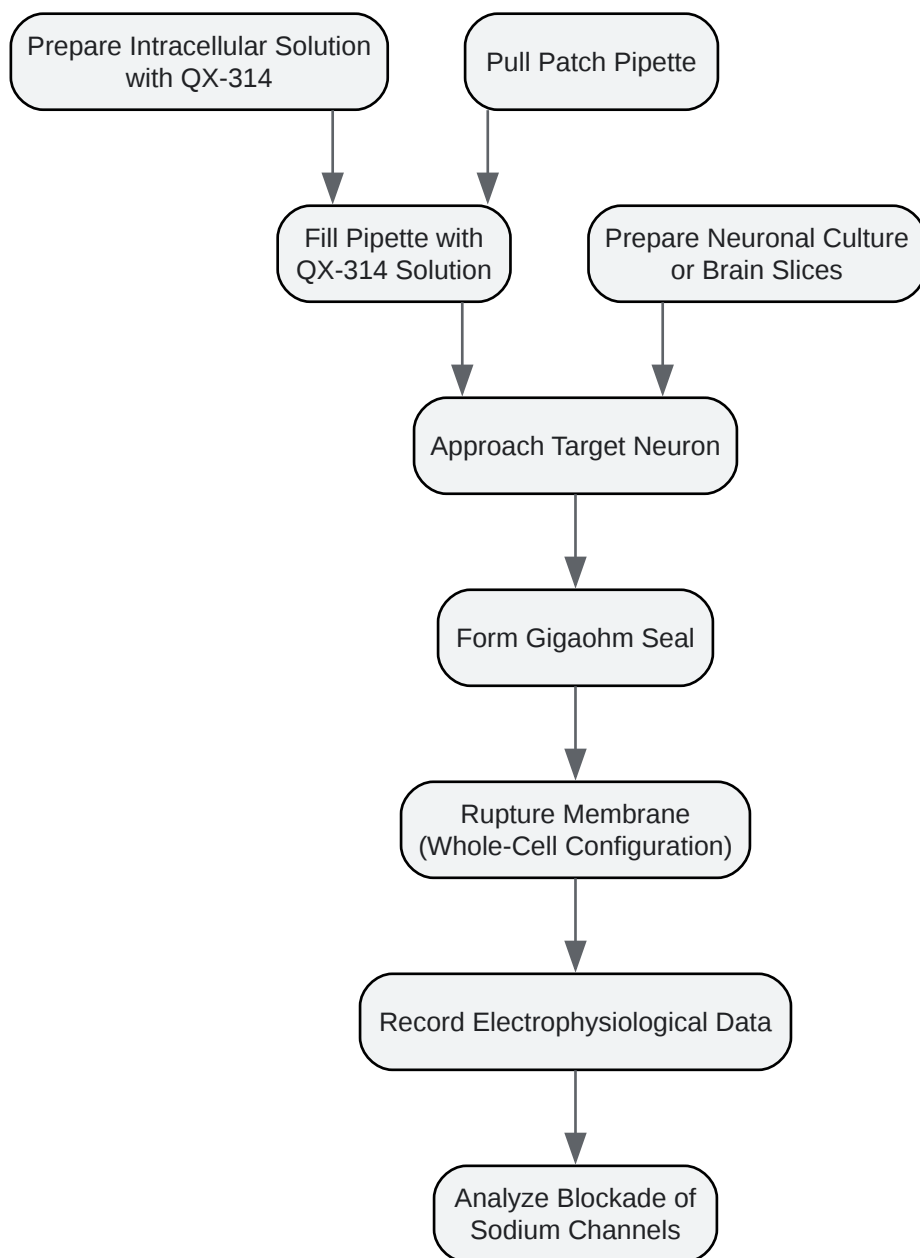 Prepare Intracellular Solution
with QX-314
Pull Patch Pipette
Fill Pipette with
QX-314 Solution
Prepare Neuronal Culture
or Brain Slices
Approach Target Neuron
Form Gigaohm Seal
Rupture Membrane
(Whole-Cell Configuration)
Record Electrophysiological Data
Analyze Blockade of
Sodium Channels